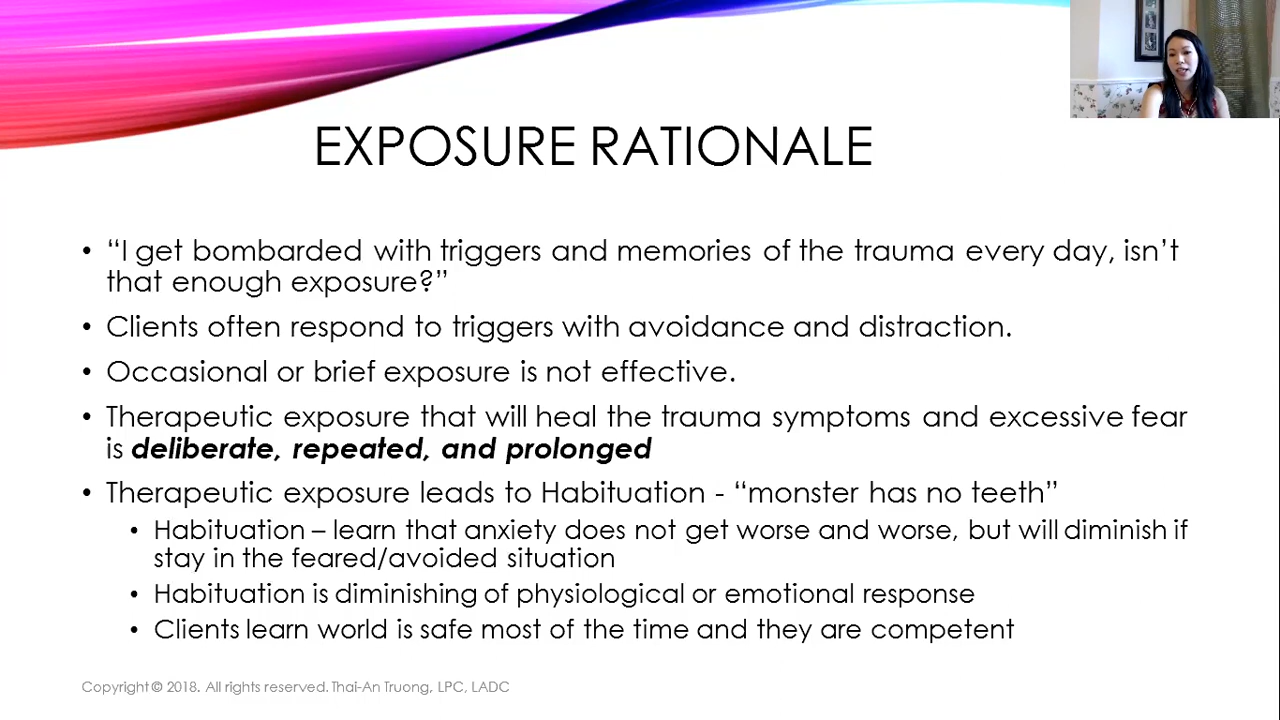 EXPOSURE RATIONALE
• “I get bombarded with triggers and memories of the trauma every day, isn’t
that enough exposure?”
• Clients often respond to triggers with avoidance and distraction.
• Occasional or brief exposure is not effective.
• Therapeutic exposure that will heal the trauma symptoms and excessive fear
is deliberate, repeated, and prolonged
• Therapeutic exposure leads to Habituation - “monster has no teeth”
• Habituation – learn that anxiety does not get worse and worse, but will diminish if
stay in the feared/avoided situation
• Habituation is diminishing of physiological or emotional response
• Clients learn world is safe most of the time and they are competent
Copyright © 2018. All rights reserved. Thai-An Truong, LPC, LADC